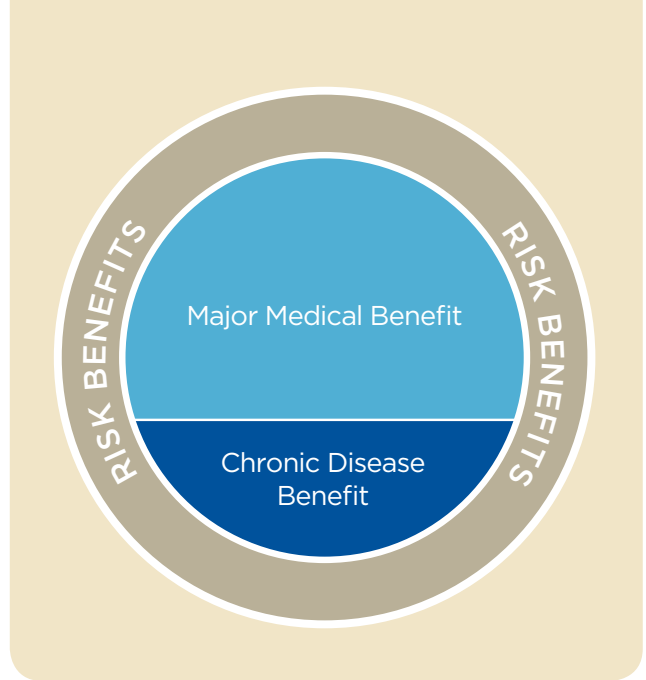 RISK BENEFITS
RISK BENEFITS
Major Medical Benefit
Chronic Disease
Benefit